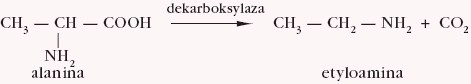 dekarboksylaza
CH₃ — CH — COOH → CH₃ — CH₂ — NH₂ + CO₂
|
NH₂
alanina etyloamina